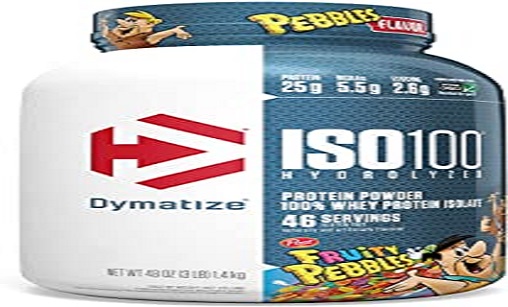 PEBBLES
FLAVOR
PROTEIN BCAAS LEUCINE
25g 5.5g 2.6g
ISO100
HYDROLYZED
Dymatize
PROTEIN POWDER
100% WHEY PROTEIN ISOLATE
46 SERVINGS
Post
FRUITY
PEBBLES
NET WT 48 OZ (3 LB) 1.4 kg